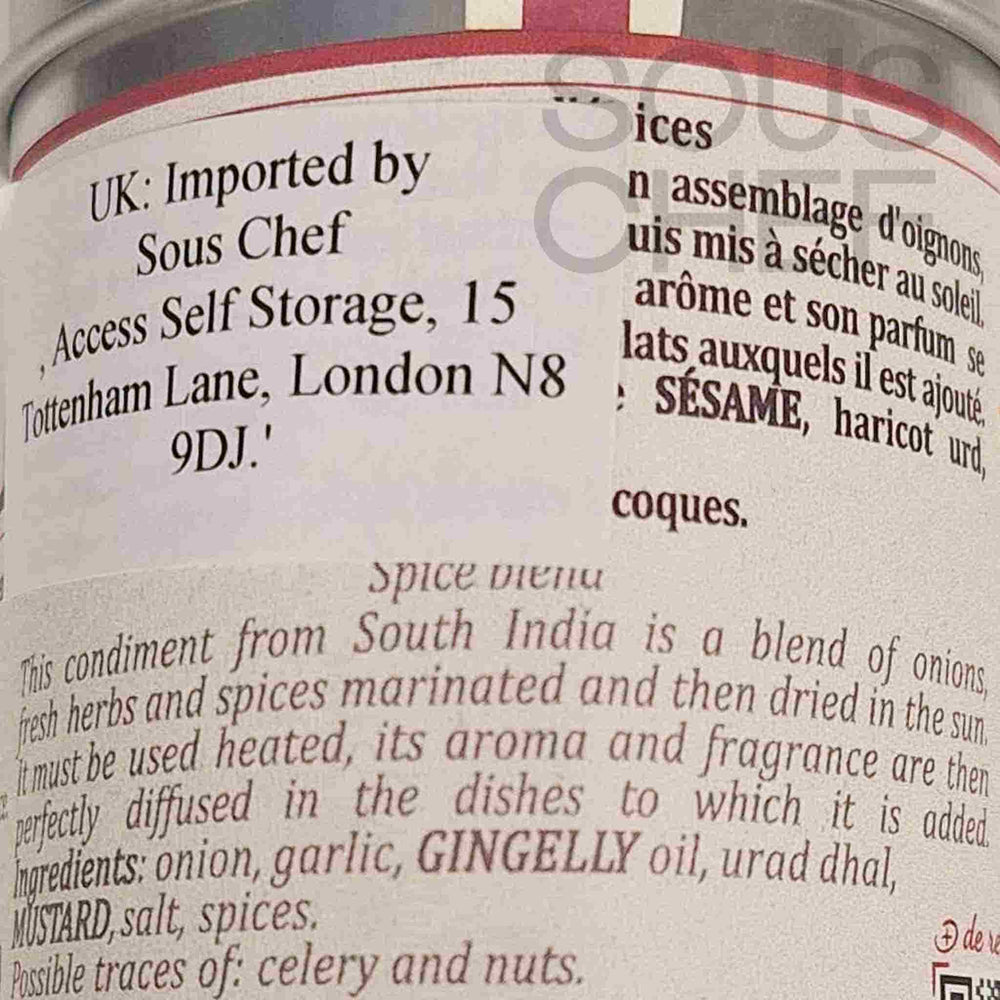 SOUS
CHEF
UK: Imported by
Sous Chef
, Access Self Storage, 15
Tottenham Lane, London N8
9DJ.'
ices
n assemblage d'oignons,
uis mis à sécher au soleil.
arôme et son parfum se
lats auxquels il est ajouté.
: SÉSAME, haricot urd,
coques.
Spice blend
This condiment from South India is a blend of onions,
fresh herbs and spices marinated and then dried in the sun.
it must be used heated, its aroma and fragrance are then
perfectly diffused in the dishes to which it is added.
Ingredients: onion, garlic, GINGELLY oil, urad dhal,
MUSTARD, salt, spices.
Possible traces of: celery and nuts.
+ de